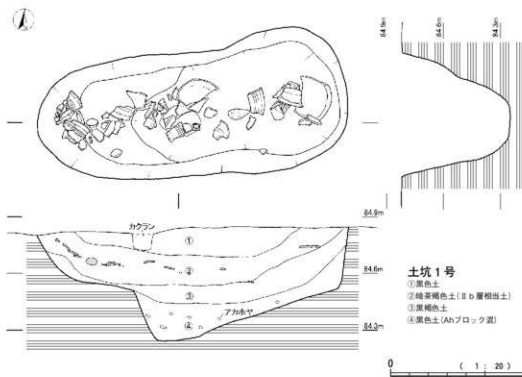 84.9m
84.6m
84.3m
84.9m
カクラン
①
②
84.6m
③
アカホヤ
④
84.3m
土坑1号
①黒色土
②暗茶褐色土(Ⅱb層相当土)
③黒褐色土
④黒色土(Ahブロック混)
0
( 1 : 20 )